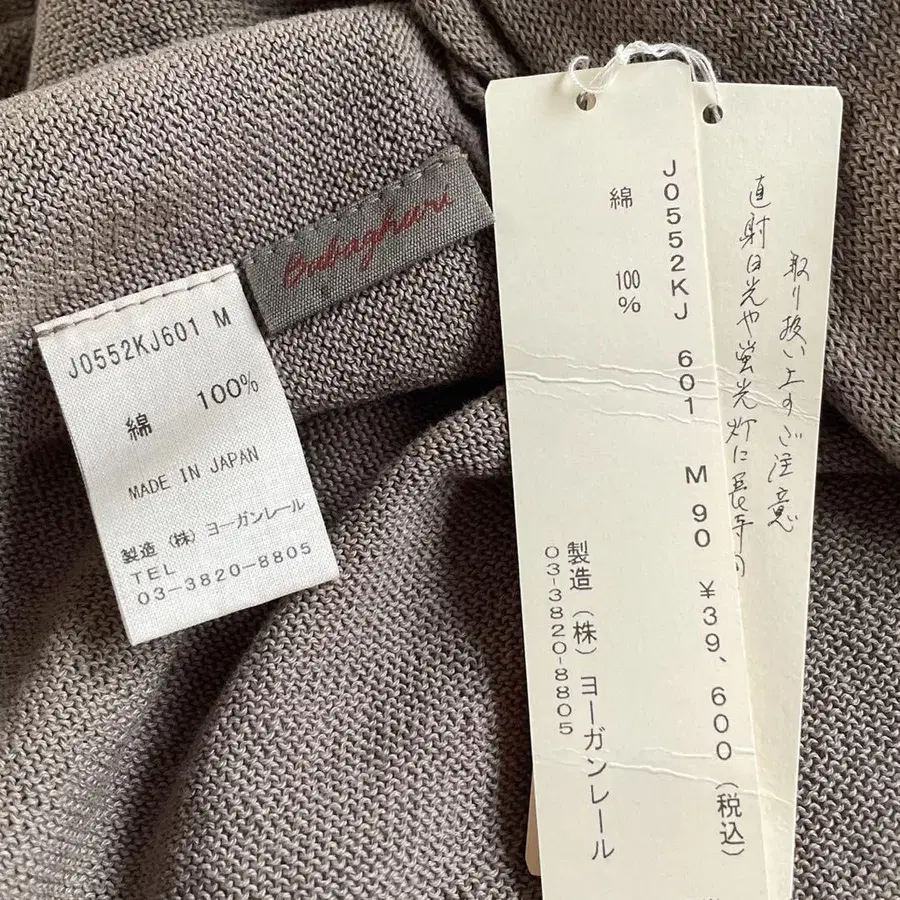 Babaghuri
J0552KJ601 M
綿 100%
MADE IN JAPAN
製造 (株) ヨーガンレール
TEL
03-3820-8805
J0552KJ 601 M 90 ¥39,600 (税込)
綿 100%
製造 (株) ヨーガンレール
03-3820-8805
取り扱い上のご注意
直射日光や蛍光灯に長時間